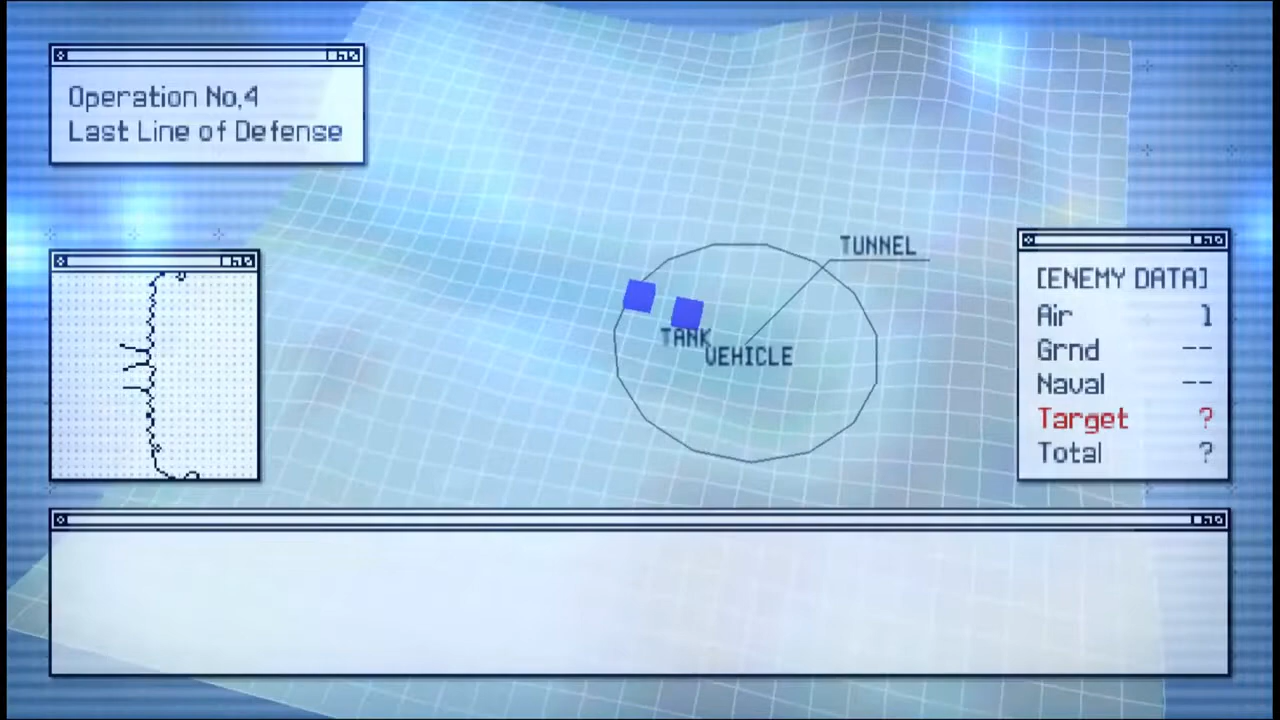 Operation No,4
Last Line of Defense
TUNNEL
TANK
VEHICLE
[ENEMY DATA]
Air 1
Grnd --
Naval --
Target ?
Total ?